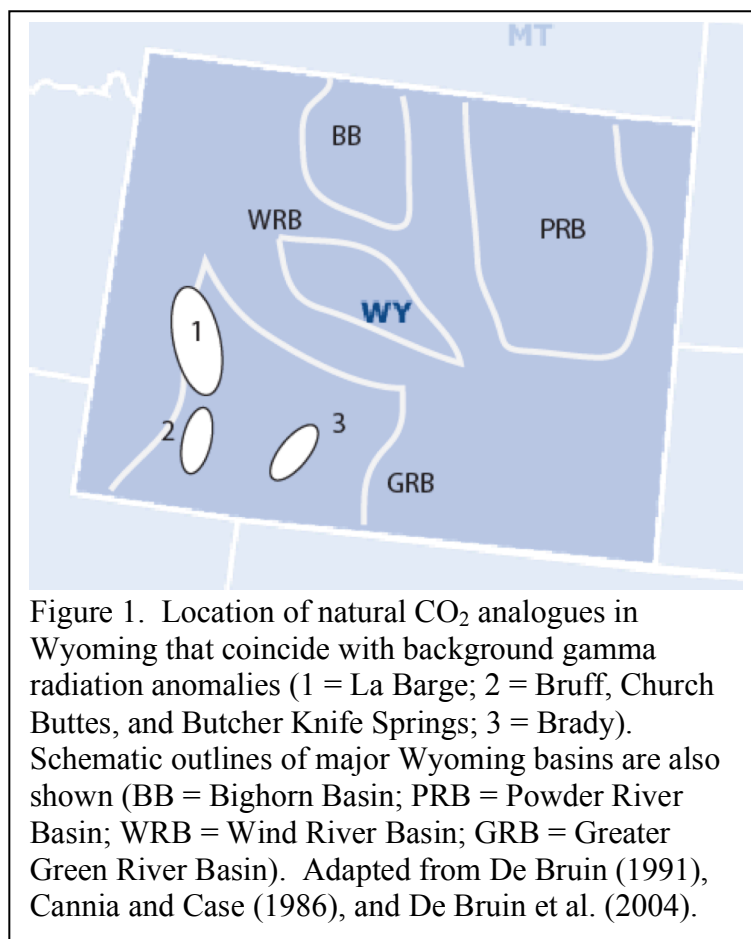 MT
BB
WRB
PRB
WY
1
2
3
GRB
Figure 1.  Location of natural CO₂ analogues in
Wyoming that coincide with background gamma
radiation anomalies (1 = La Barge; 2 = Bruff, Church
Buttes, and Butcher Knife Springs; 3 = Brady).
Schematic outlines of major Wyoming basins are also
shown (BB = Bighorn Basin; PRB = Powder River
Basin; WRB = Wind River Basin; GRB = Greater
Green River Basin).  Adapted from De Bruin (1991),
Cannia and Case (1986), and De Bruin et al. (2004).